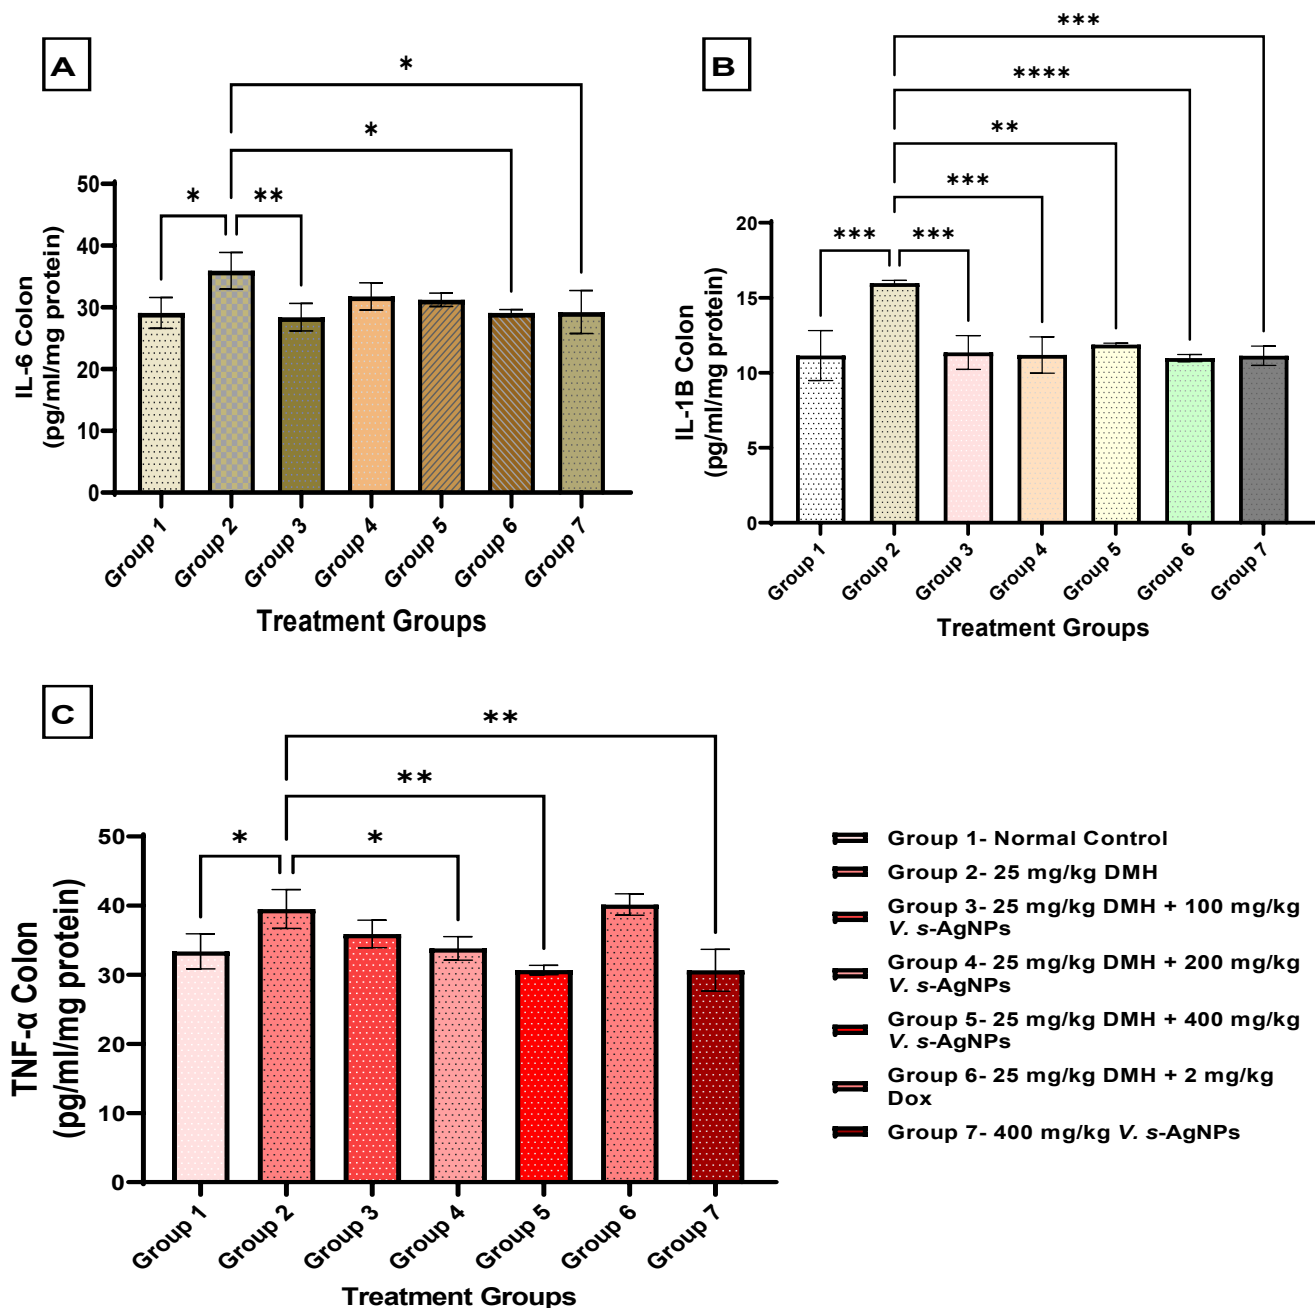 A
*
*
*
**
50
40
30
20
10
0
IL-6 Colon
(pg/ml/mg protein)
Group 1
Group 2
Group 3
Group 4
Group 5
Group 6
Group 7
Treatment Groups
B
***
****
**
***
***
***
20
15
10
5
0
IL-1B Colon
(pg/ml/mg protein)
Group 1
Group 2
Group 3
Group 4
Group 5
Group 6
Group 7
Treatment Groups
C
**
**
*
*
50
40
30
20
10
0
TNF-α Colon
(pg/ml/mg protein)
Group 1
Group 2
Group 3
Group 4
Group 5
Group 6
Group 7
Treatment Groups
Group 1- Normal Control
Group 2- 25 mg/kg DMH
Group 3- 25 mg/kg DMH + 100 mg/kg
V. s-AgNPs
Group 4- 25 mg/kg DMH + 200 mg/kg
V. s-AgNPs
Group 5- 25 mg/kg DMH + 400 mg/kg
V. s-AgNPs
Group 6- 25 mg/kg DMH + 2 mg/kg
Dox
Group 7- 400 mg/kg V. s-AgNPs